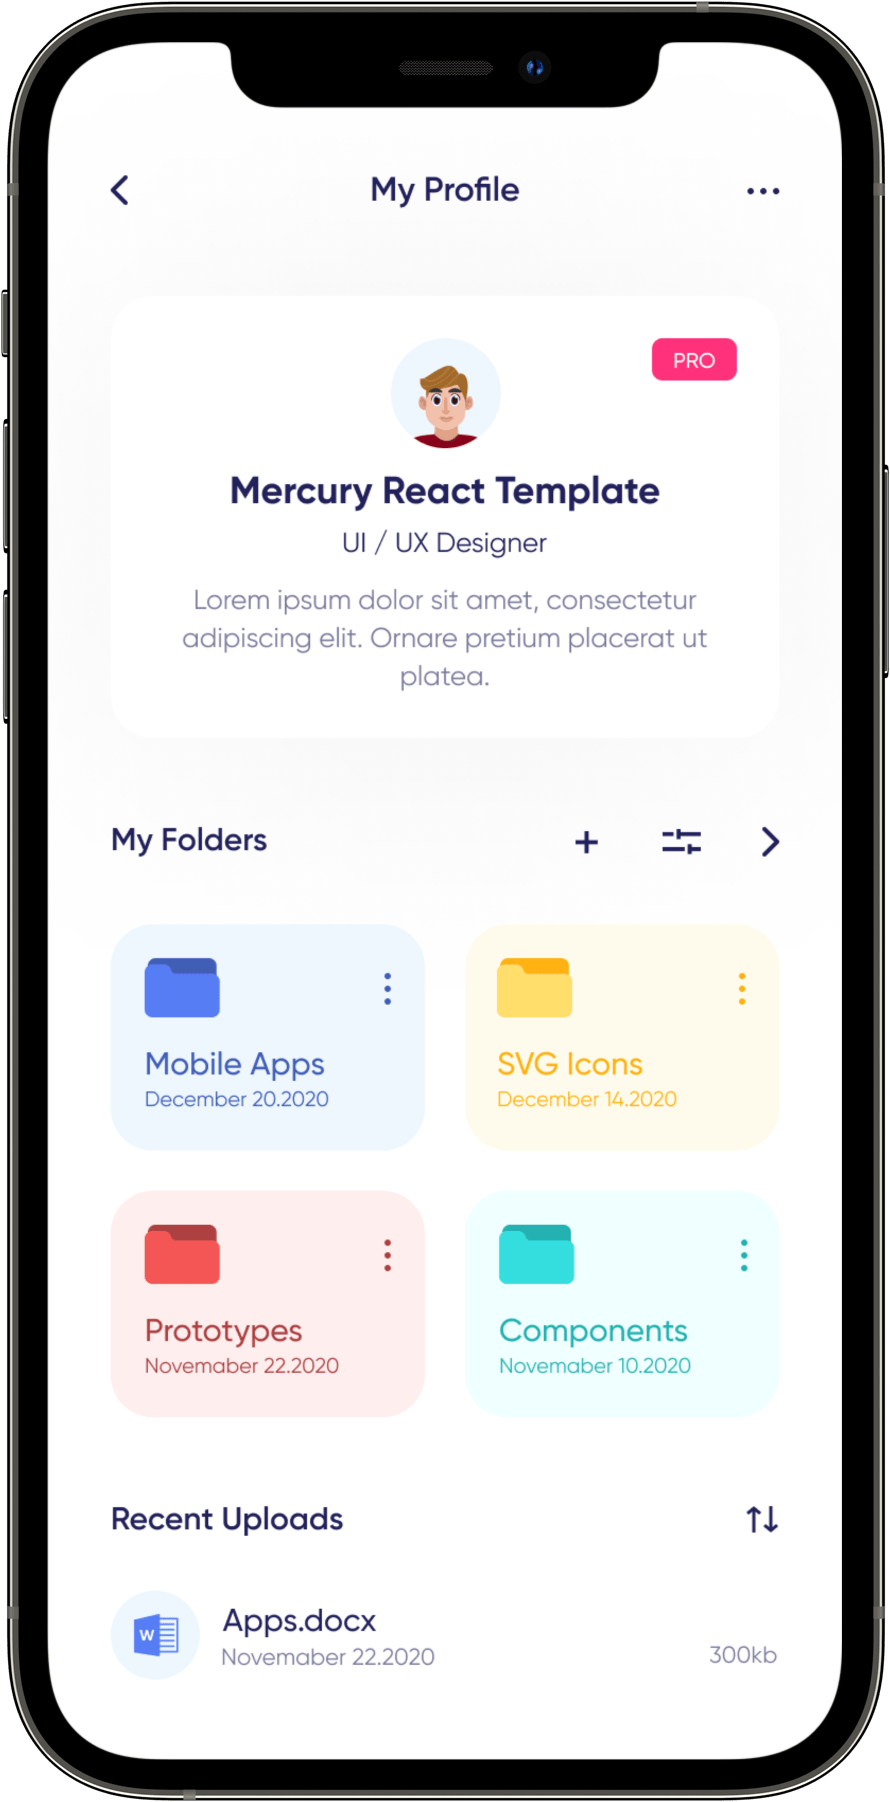 My Profile
PRO
Mercury React Template
UI / UX Designer
Lorem ipsum dolor sit amet, consectetur
adipiscing elit. Ornare pretium placerat ut
platea.
My Folders
Mobile Apps
December 20.2020
SVG Icons
December 14.2020
Prototypes
Novemaber 22.2020
Components
Novemaber 10.2020
Recent Uploads
W
Apps.docx
Novemaber 22.2020
300kb